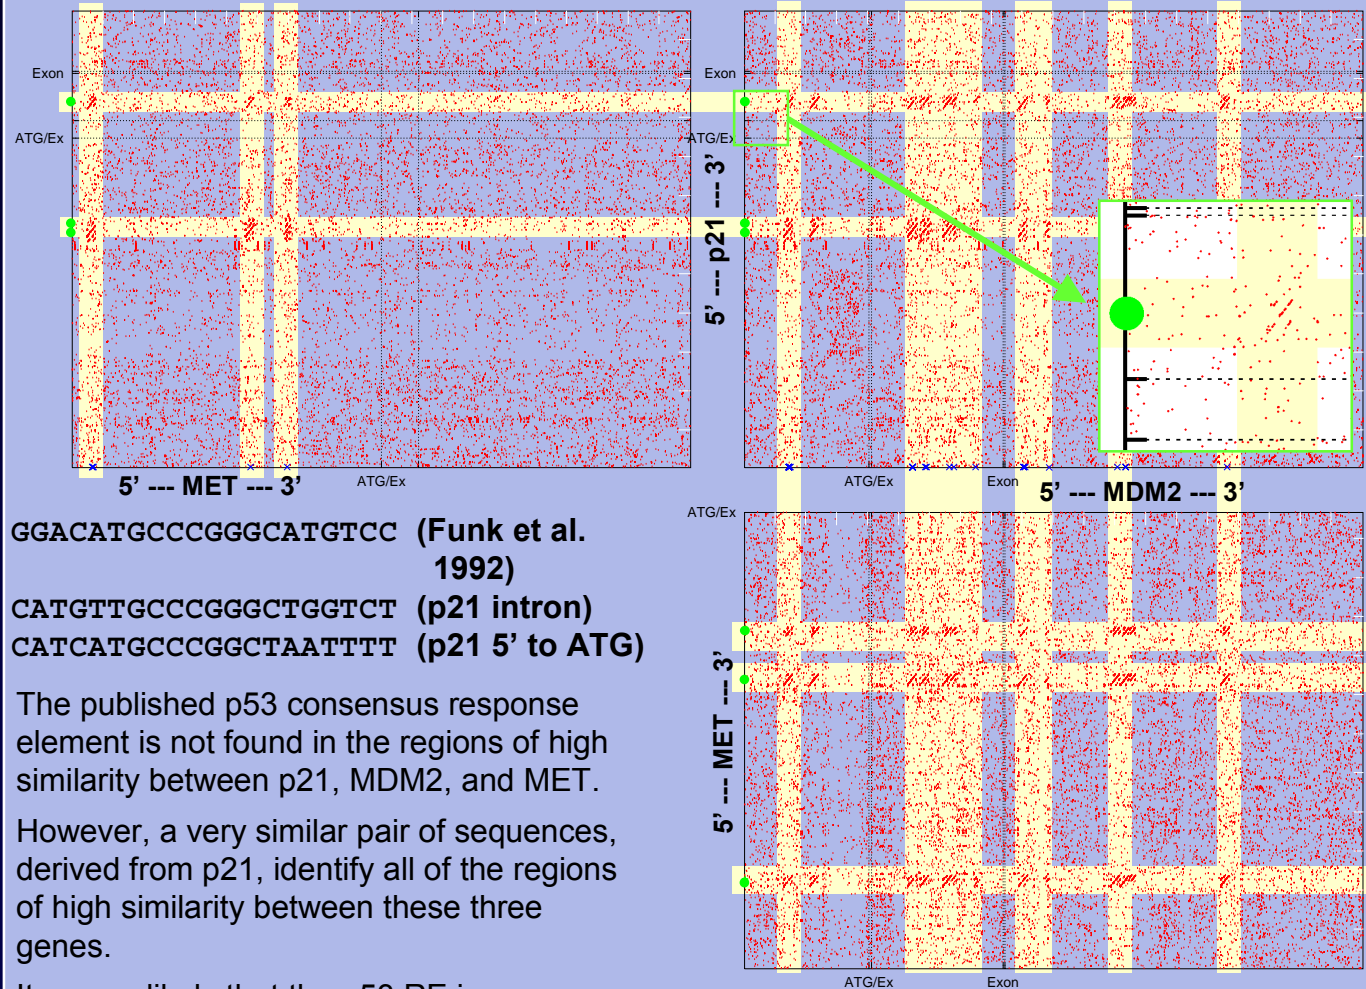 Exon
ATG/Ex
5’ --- MET --- 3’
ATG/Ex
Exon
ATG/Ex
5’ --- p21 --- 3’
ATG/Ex
Exon
5’ --- MDM2 --- 3’
ATG/Ex
5’ --- MET --- 3’
ATG/Ex
Exon
GGACATGCCCGGGCATGTCC (Funk et al.
1992)
CATGTTGCCCGGGCTGGTCT (p21 intron)
CATCATGCCCGGCTAATTTT (p21 5’ to ATG)
The published p53 consensus response
element is not found in the regions of high
similarity between p21, MDM2, and MET.
However, a very similar pair of sequences,
derived from p21, identify all of the regions
of high similarity between these three
genes.